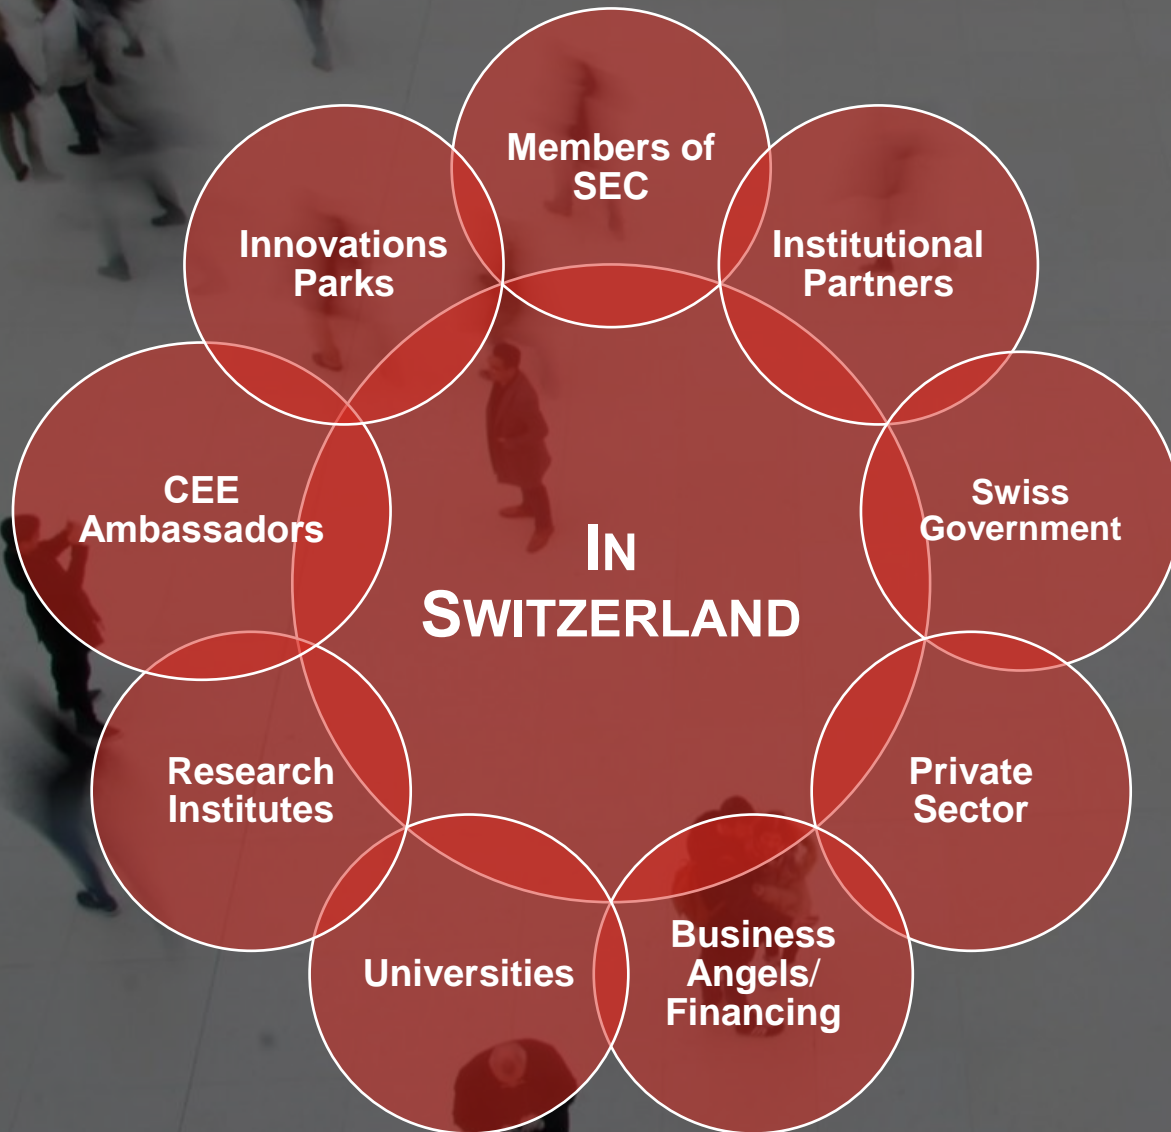 Members of
SEC
Institutional
Partners
Swiss
Government
Private
Sector
Business
Angels/
Financing
Universities
Research
Institutes
CEE
Ambassadors
Innovations
Parks
IN
SWITZERLAND